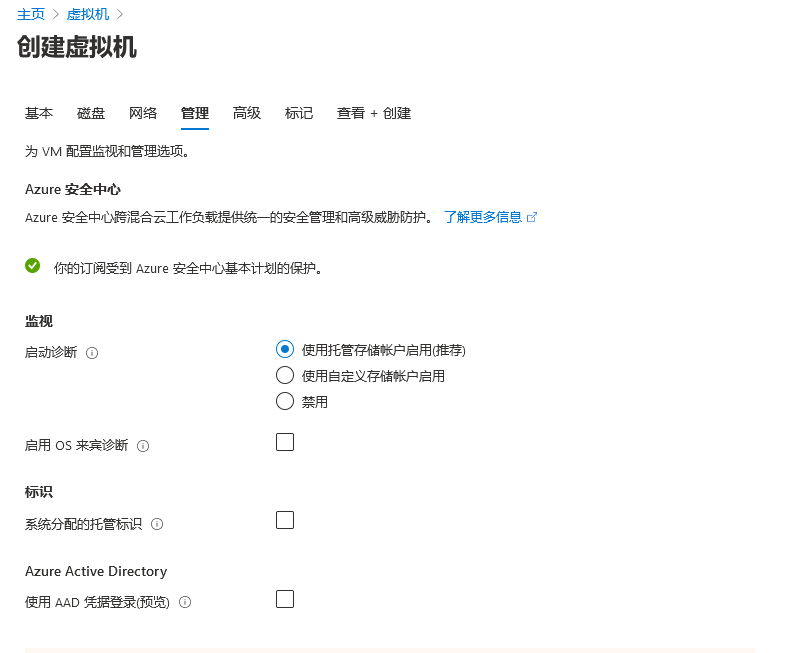 主页 > 虚拟机 >
创建虚拟机
基本 磁盘 网络 管理 高级 标记 查看 + 创建
为 VM 配置监视和管理选项。
Azure 安全中心
Azure 安全中心跨混合云工作负载提供统一的安全管理和高级威胁防护。 了解更多信息
你的订阅受到 Azure 安全中心基本计划的保护。
监视
启动诊断 使用托管存储帐户启用(推荐)
使用自定义存储帐户启用
禁用
启用 OS 来宾诊断
标识
系统分配的托管标识
Azure Active Directory
使用 AAD 凭据登录(预览)